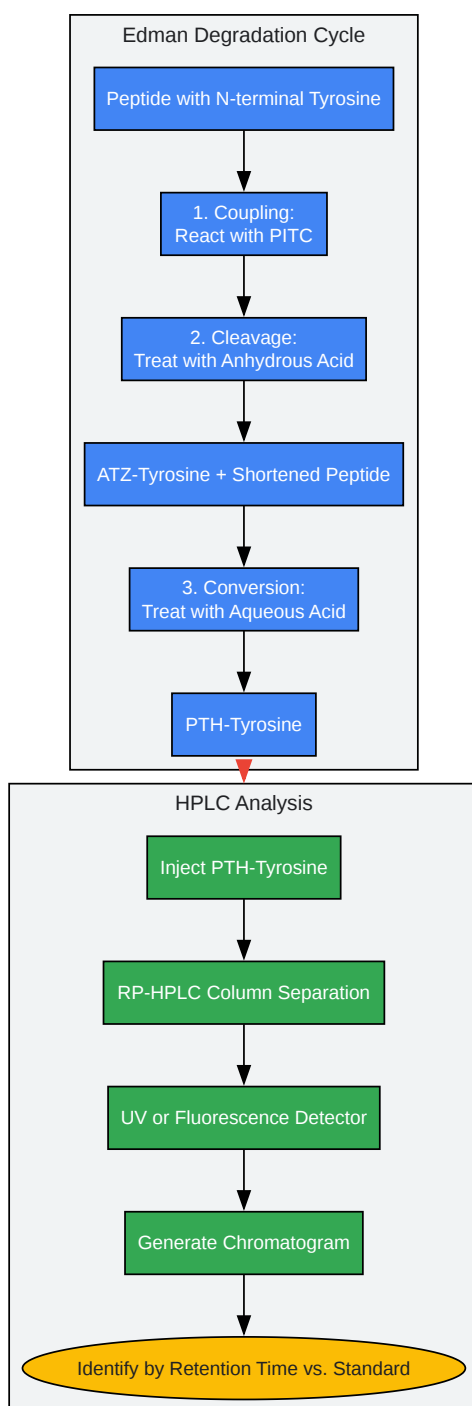 Edman Degradation Cycle
Peptide with N-terminal Tyrosine
1. Coupling:
React with PITC
2. Cleavage:
Treat with Anhydrous Acid
ATZ-Tyrosine + Shortened Peptide
3. Conversion:
Treat with Aqueous Acid
PTH-Tyrosine
HPLC Analysis
Inject PTH-Tyrosine
RP-HPLC Column Separation
UV or Fluorescence Detector
Generate Chromatogram
Identify by Retention Time vs. Standard